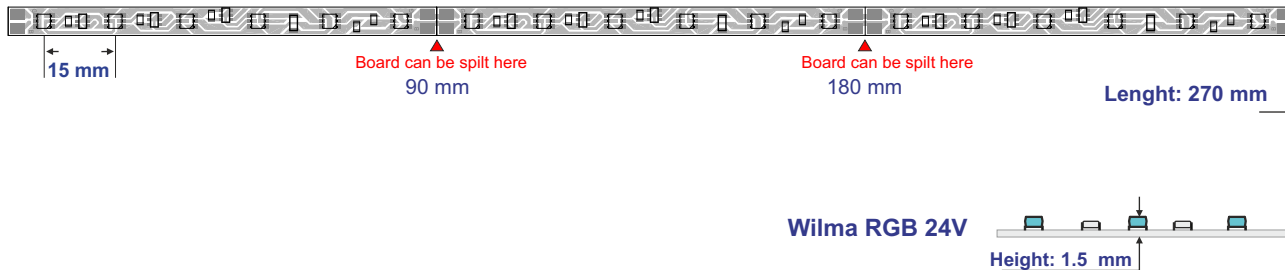 15 mm
Board can be spilt here
90 mm
Board can be spilt here
180 mm
Lenght: 270 mm
Wilma RGB 24V
Height: 1.5 mm